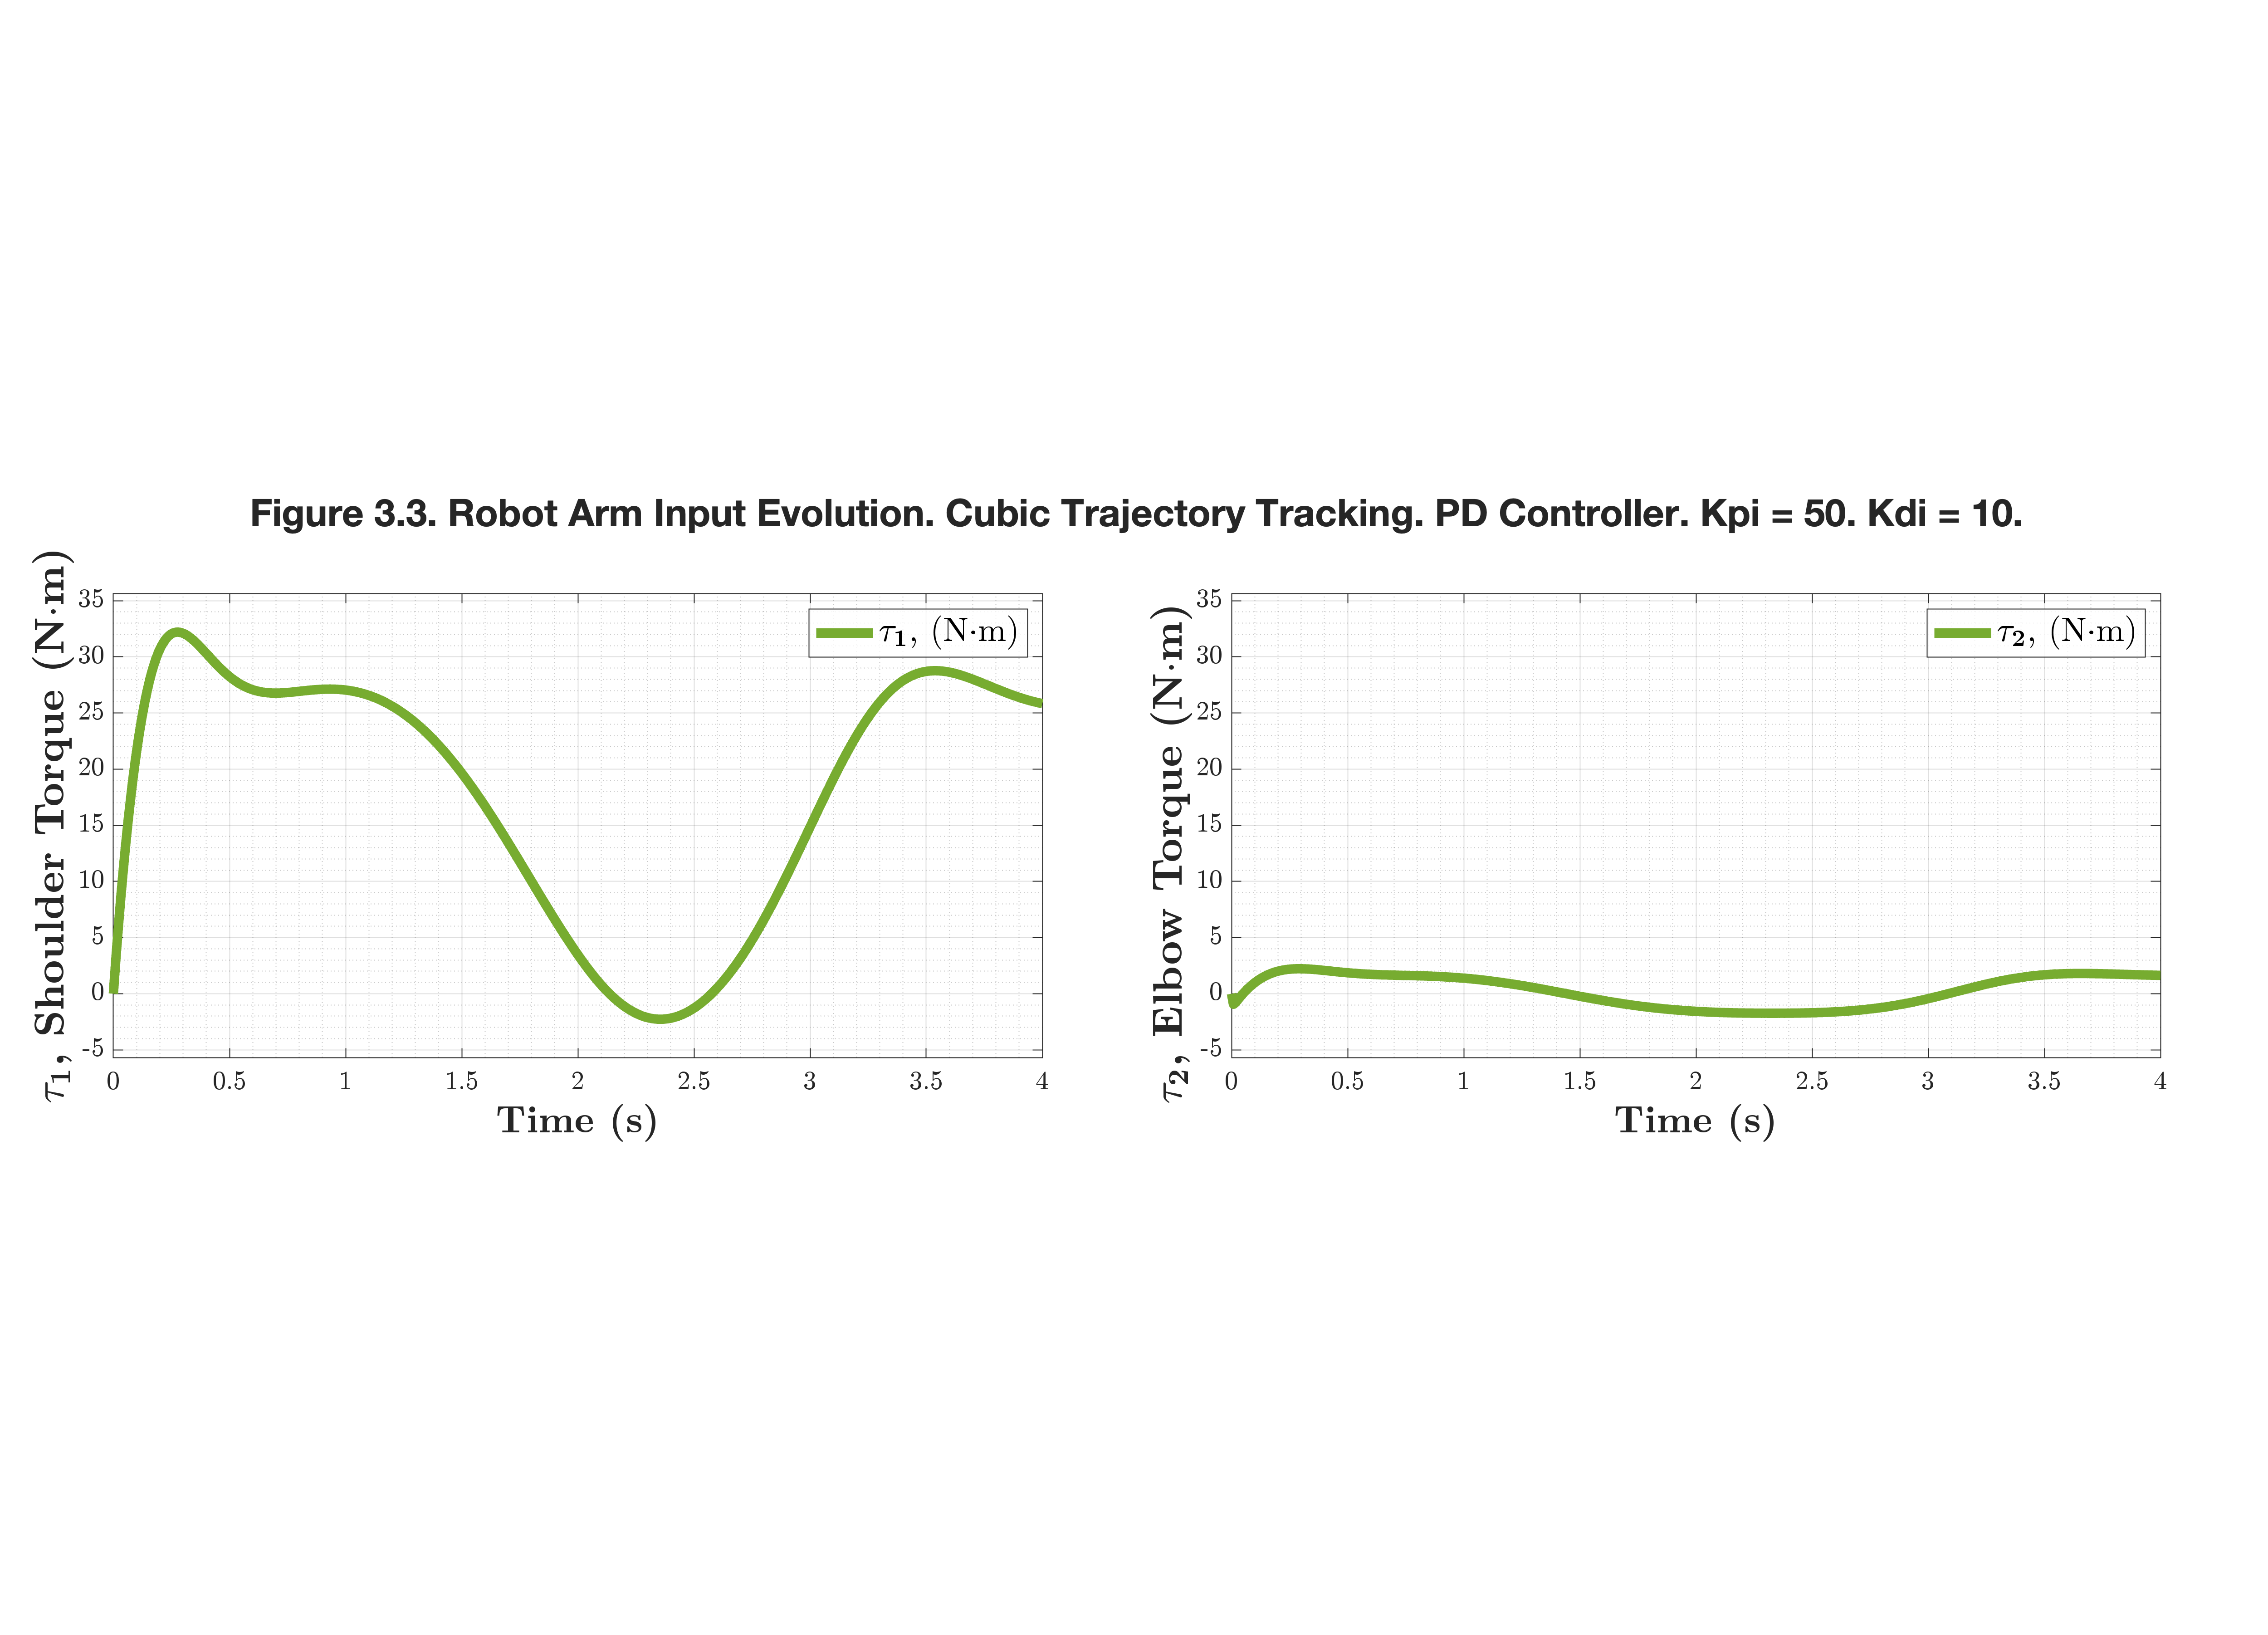 Figure 3.3. Robot Arm Input Evolution. Cubic Trajectory Tracking. PD Controller. Kpi = 50. Kdi = 10.
τ₁, Shoulder Torque (N·m)
35
30
25
20
15
10
5
0
-5
0 0.5 1 1.5 2 2.5 3 3.5 4
Time (s)
τ₁, (N·m)
τ₂, Elbow Torque (N·m)
35
30
25
20
15
10
5
0
-5
0 0.5 1 1.5 2 2.5 3 3.5 4
Time (s)
τ₂, (N·m)